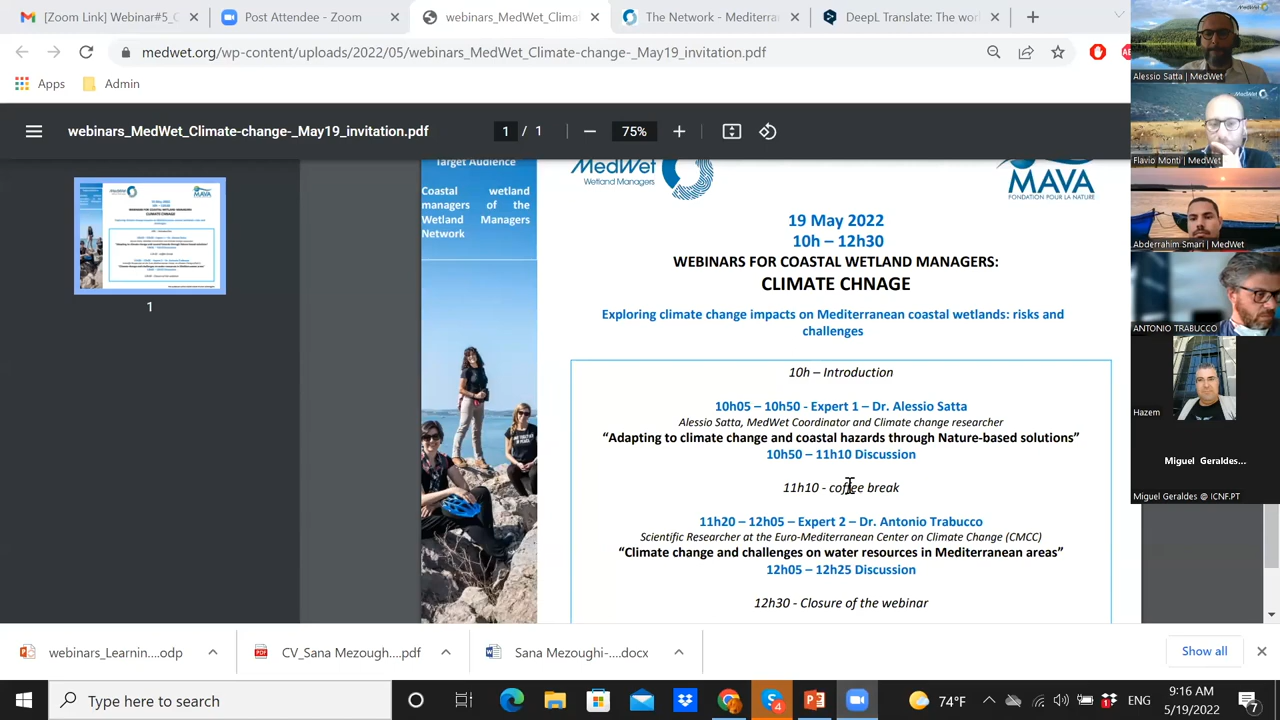 [Zoom Link] Webinar#5_C
Post Attendee - Zoom
webinars_MedWet_Clima
The Network - Mediterra
DeepL Translate: The wo
medwet.org/wp-content/uploads/2022/05/webinars_MedWet_Climate-change-_May19_invitation.pdf
Apps
Admin
webinars_MedWet_Climate-change-_May19_invitation.pdf
1 / 1
75%
1
Target Audience
Coastal wetland
managers of the
Wetland Managers
Network
MedWet
Wetland Managers
MAVA
FONDATION POUR LA NATURE
19 May 2022
10h – 12h30
WEBINARS FOR COASTAL WETLAND MANAGERS:
CLIMATE CHNAGE
Exploring climate change impacts on Mediterranean coastal wetlands: risks and
challenges
10h – Introduction
10h05 – 10h50 - Expert 1 – Dr. Alessio Satta
Alessio Satta, MedWet Coordinator and Climate change researcher
“Adapting to climate change and coastal hazards through Nature-based solutions”
10h50 – 11h10 Discussion
11h10 - coffee break
11h20 – 12h05 – Expert 2 – Dr. Antonio Trabucco
Scientific Researcher at the Euro-Mediterranean Center on Climate Change (CMCC)
“Climate change and challenges on water resources in Mediterranean areas”
12h05 – 12h25 Discussion
12h30 - Closure of the webinar
Alessio Satta | MedWet
MedWet
Flavio Monti | MedWet
Abderrahim Smari | MedWet
ANTONIO TRABUCCO
Hazem
Miguel Geraldes...
Miguel Geraldes @ ICNF.PT
webinars_Learnin....odp
CV_Sana Mezough....pdf
Sana Mezoughi-....docx
Show all
Type here to search
4
74°F
1
ENG
9:16 AM
5/19/2022
7